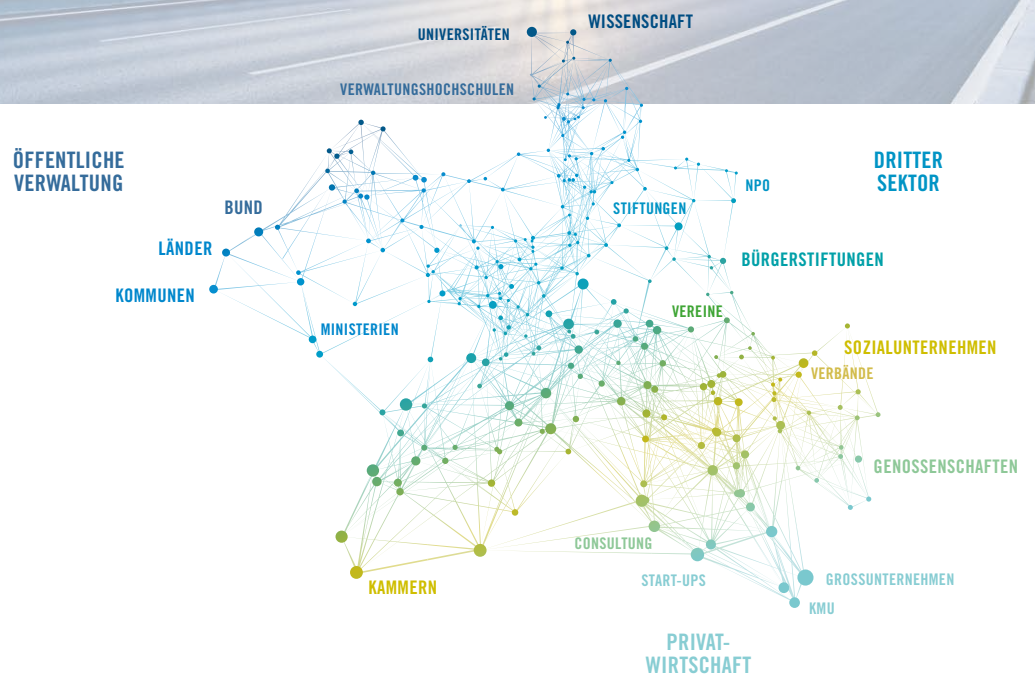 WISSENSCHAFT
UNIVERSITÄTEN
VERWALTUNGSHOCHSCHULEN
ÖFFENTLICHE
VERWALTUNG
DRITTER
SEKTOR
NPO
BUND
STIFTUNGEN
LÄNDER
BÜRGERSTIFTUNGEN
KOMMUNEN
VEREINE
MINISTERIEN
SOZIALUNTERNEHMEN
VERBÄNDE
GENOSSENSCHAFTEN
CONSULTUNG
START-UPS
GROSSUNTERNEHMEN
KAMMERN
KMU
PRIVAT-
WIRTSCHAFT